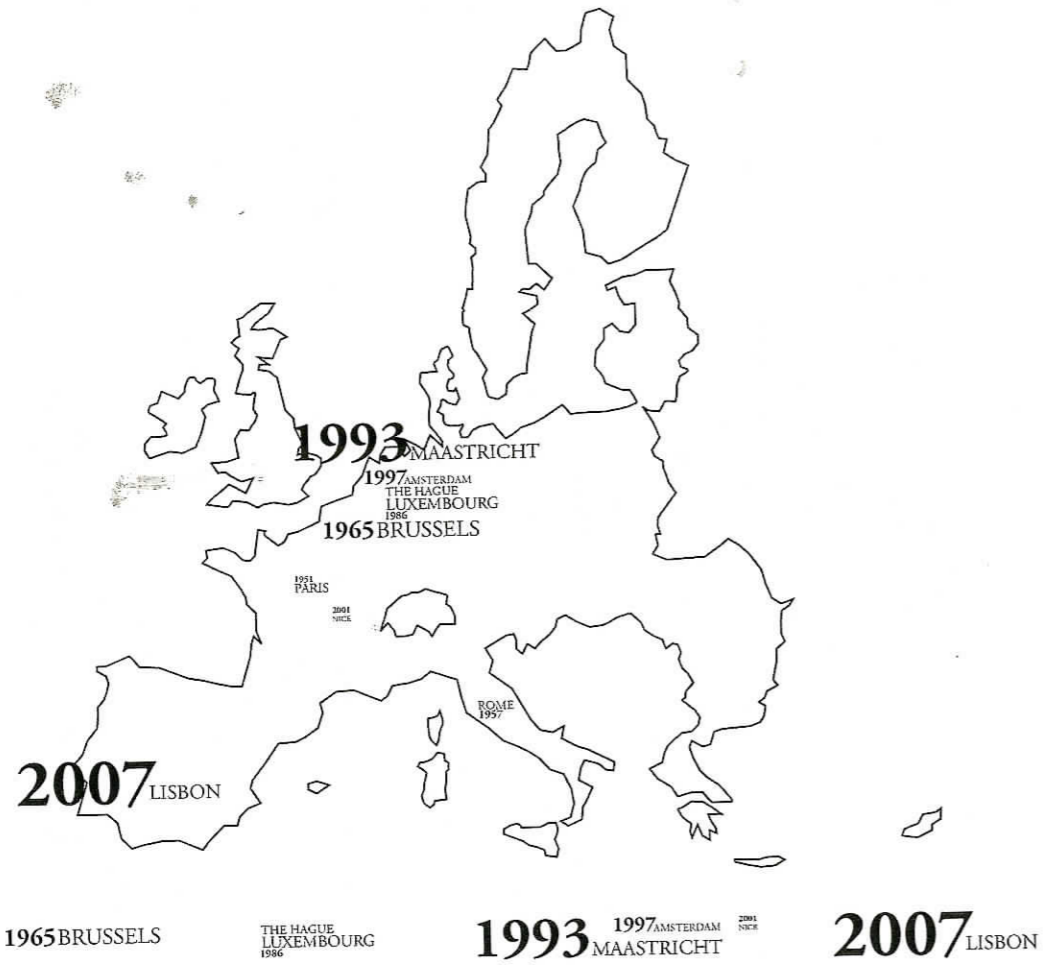 1993 MAASTRICHT
1997 AMSTERDAM
THE HAGUE
LUXEMBOURG
1986
1965 BRUSSELS
1951
PARIS
2001
NICE
ROME
1957
2007 LISBON
1965 BRUSSELS
THE HAGUE
LUXEMBOURG
1986
1993 MAASTRICHT
1997 AMSTERDAM
2001
NICE
2007 LISBON